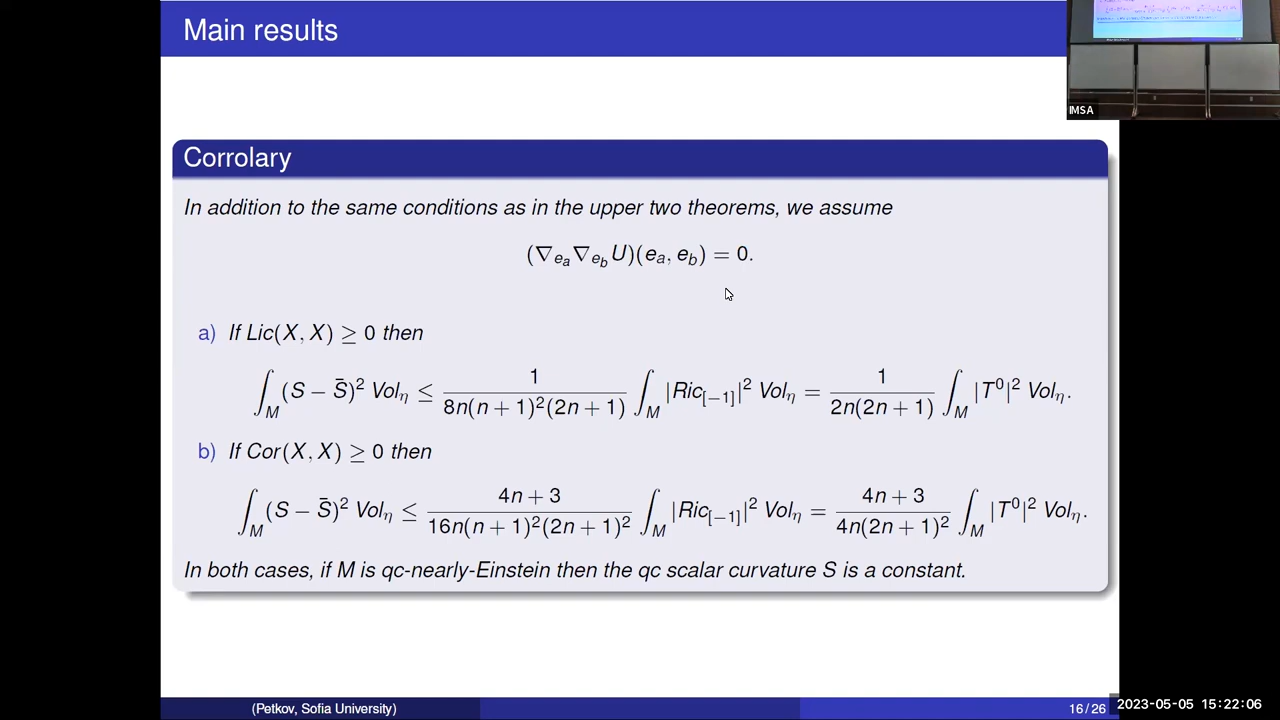 Main results
IMSA
Corrolary
In addition to the same conditions as in the upper two theorems, we assume
(∇_{e_a}∇_{e_b}U)(e_a, e_b) = 0.
a) If Lic(X, X) ≥ 0 then
∫_M (S − S̄)² Vol_η ≤ 1/(8n(n + 1)²(2n + 1)) ∫_M |Ric_{[−1]}|² Vol_η = 1/(2n(2n + 1)) ∫_M |T⁰|² Vol_η.
b) If Cor(X, X) ≥ 0 then
∫_M (S − S̄)² Vol_η ≤ (4n + 3)/(16n(n + 1)²(2n + 1)²) ∫_M |Ric_{[−1]}|² Vol_η = (4n + 3)/(4n(2n + 1)²) ∫_M |T⁰|² Vol_η.
In both cases, if M is qc-nearly-Einstein then the qc scalar curvature S is a constant.
(Petkov, Sofia University)
16 / 26
2023-05-05 15:22:06